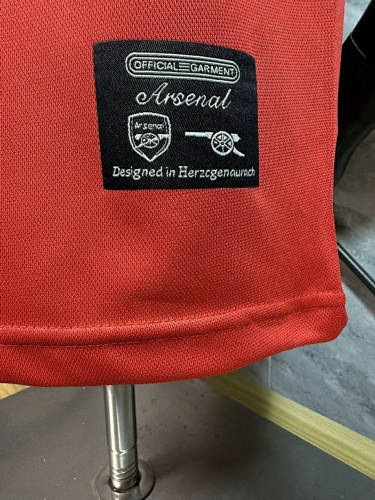 OFFICIAL GARMENT
Arsenal
Arsenal
Designed in Herzcgenaurach